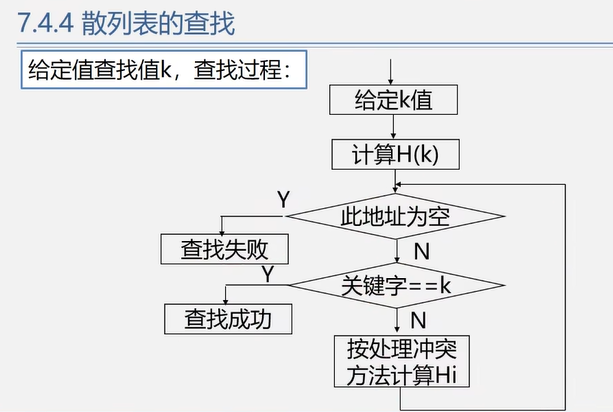 7.4.4 散列表的查找
给定值查找值k，查找过程：
给定k值
计算H(k)
此地址为空
Y
查找失败
N
关键字==k
Y
查找成功
N
按处理冲突
方法计算Hi